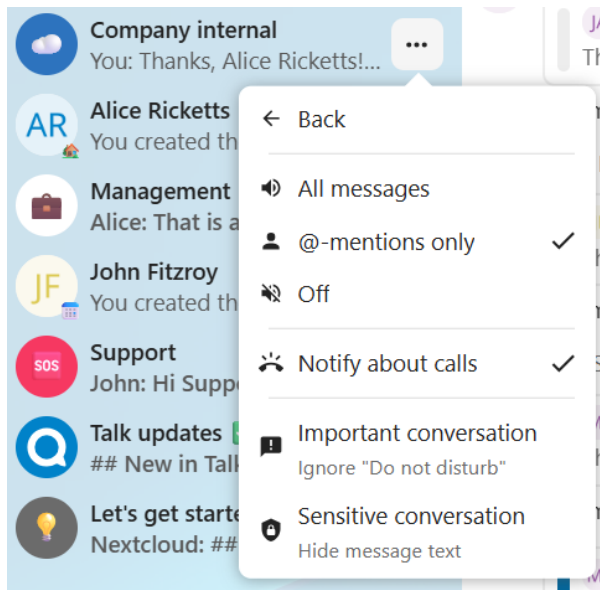 Company internal
You: Thanks, Alice Ricketts!...
AR
Alice Ricketts
You created th
Management
Alice: That is a
JF
John Fitzroy
You created th
SOS
Support
John: Hi Supp
Talk updates
## New in Talk
Let's get starte
Nextcloud: ##
Back
All messages
@-mentions only
Off
Notify about calls
Important conversation
Ignore "Do not disturb"
Sensitive conversation
Hide message text